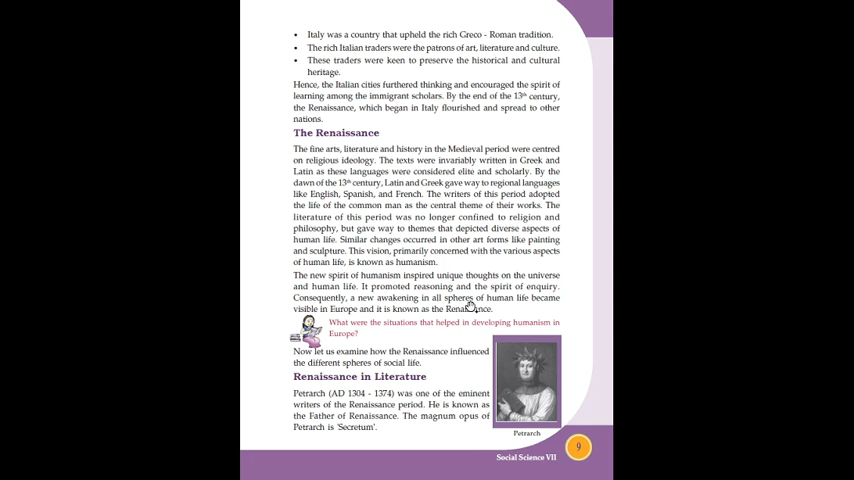 • Italy was a country that upheld the rich Greco - Roman tradition.
• The rich Italian traders were the patrons of art, literature and culture.
• These traders were keen to preserve the historical and cultural
heritage.
Hence, the Italian cities furthered thinking and encouraged the spirit of
learning among the immigrant scholars. By the end of the 13th century,
the Renaissance, which began in Italy flourished and spread to other
nations.
The Renaissance
The fine arts, literature and history in the Medieval period were centred
on religious ideology. The texts were invariably written in Greek and
Latin as these languages were considered elite and scholarly. By the
dawn of the 13th century, Latin and Greek gave way to regional languages
like English, Spanish, and French. The writers of this period adopted
the life of the common man as the central theme of their works. The
literature of this period was no longer confined to religion and
philosophy, but gave way to themes that depicted diverse aspects of
human life. Similar changes occurred in other art forms like painting
and sculpture. This vision, primarily concerned with the various aspects
of human life, is known as humanism.
The new spirit of humanism inspired unique thoughts on the universe
and human life. It promoted reasoning and the spirit of enquiry.
Consequently, a new awakening in all spheres of human life became
visible in Europe and it is known as the Renaissance.
What were the situations that helped in developing humanism in
Europe?
Now let us examine how the Renaissance influenced
the different spheres of social life.
Renaissance in Literature
Petrarch (AD 1304 - 1374) was one of the eminent
writers of the Renaissance period. He is known as
the Father of Renaissance. The magnum opus of
Petrarch is 'Secretum'.
Petrarch
Social Science VII
9